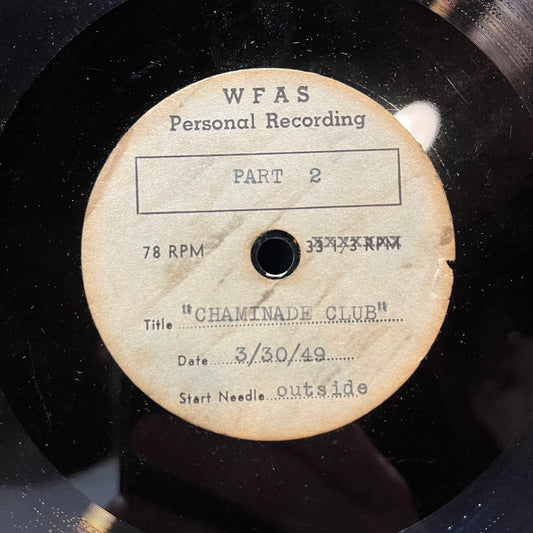 WFAS
Personal Recording
PART 2
78 RPM 33 1/3 RPM
Title "CHAMINADE CLUB"
Date 3/30/49
Start Needle outside